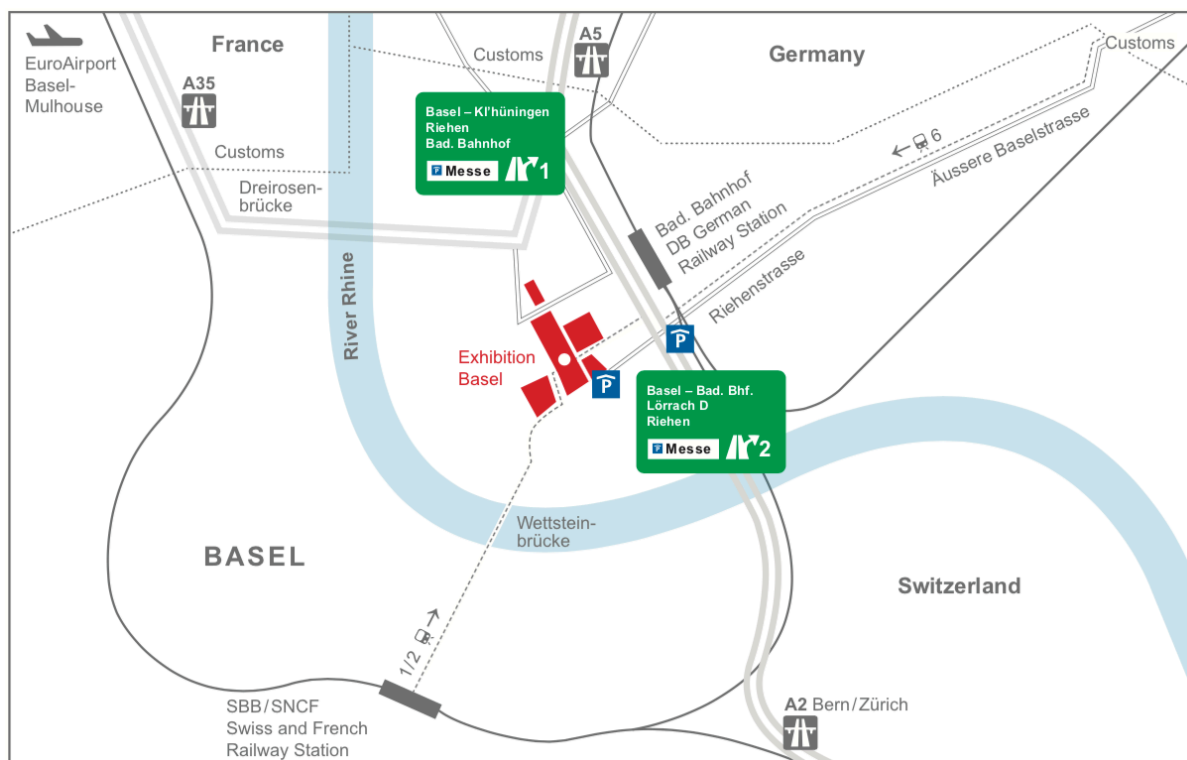 France
Customs
A5
Germany
Customs
EuroAirport
Basel-
Mulhouse
A35
Basel – Kl'hüningen
Riehen
Bad. Bahnhof
P Messe 1
← 6
Äussere Baselstrasse
Customs
Dreirosen-
brücke
Bad. Bahnhof
DB German
Railway Station
River Rhine
Riehenstrasse
P
Exhibition
Basel
P
Basel – Bad. Bhf.
Lörrach D
Riehen
P Messe 2
Wettstein-
brücke
BASEL
Switzerland
1/2 →
SBB/SNCF
Swiss and French
Railway Station
A2 Bern/Zürich